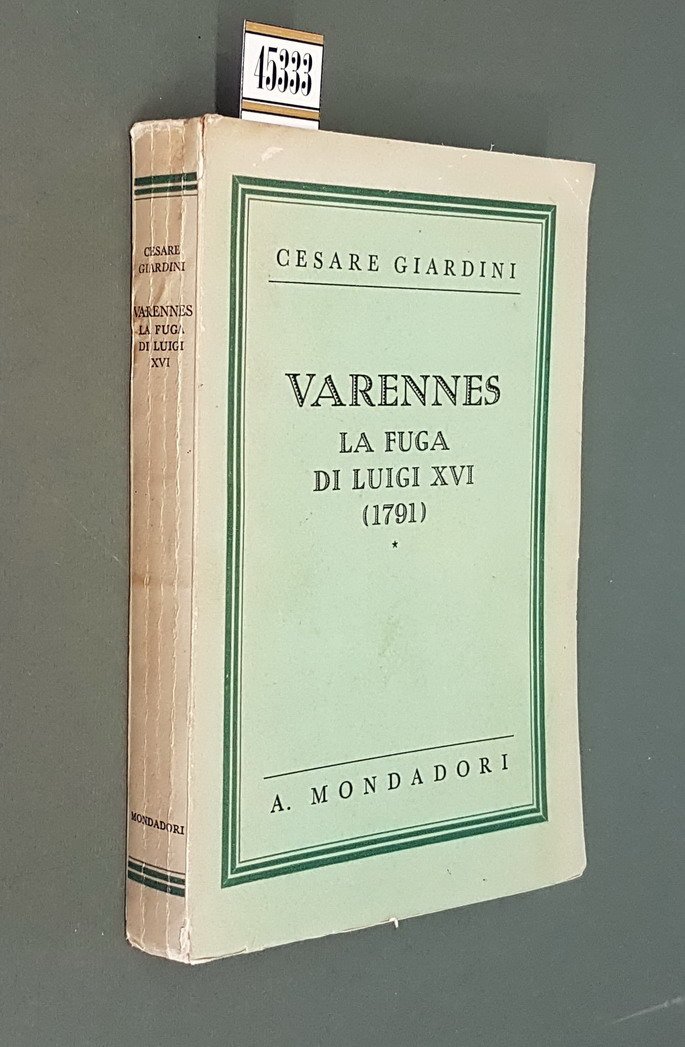 45333
CESARE
GIARDINI
VARENNES
LA FUGA
DI LUIGI
XVI
MONDADORI
CESARE GIARDINI
VARENNES
LA FUGA
DI LUIGI XVI
(1791)
*
A. MONDADORI